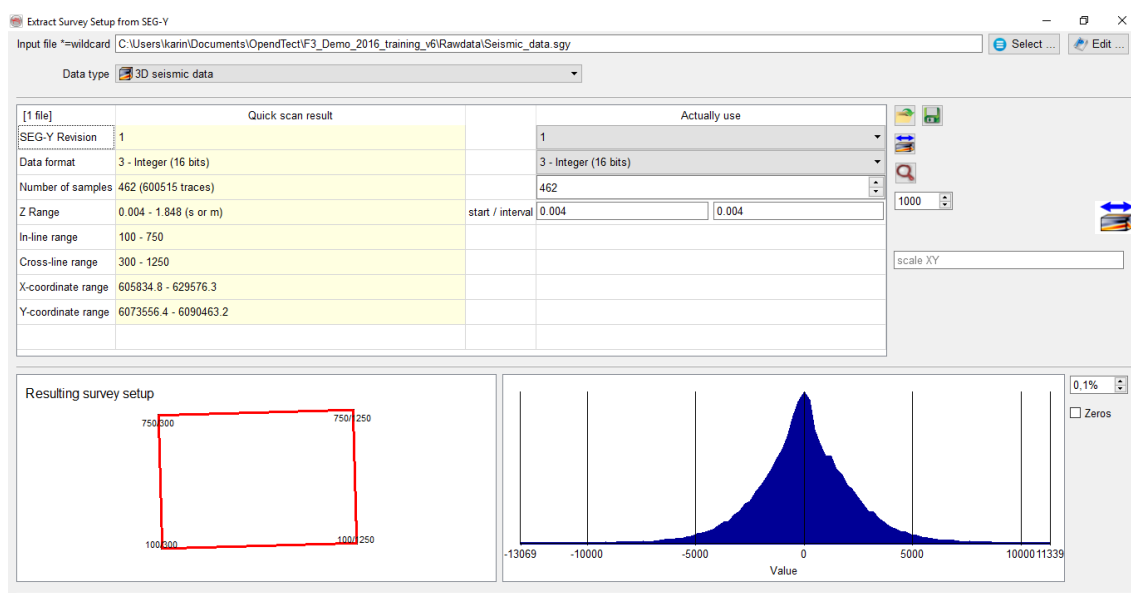 Extract Survey Setup from SEG-Y
Input file *=wildcard C:\Users\karin\Documents\OpendTect\F3_Demo_2016_training_v6\Rawdata\Seismic_data.sgy Select ... Edit ...
Data type 3D seismic data
[1 file] Quick scan result Actually use
SEG-Y Revision 1 1
Data format 3 - Integer (16 bits) 3 - Integer (16 bits)
Number of samples 462 (600515 traces) 462
1000
Z Range 0.004 - 1.848 (s or m) start / interval 0.004 0.004
In-line range 100 - 750
Cross-line range 300 - 1250
scale XY
X-coordinate range 605834.8 - 629576.3
Y-coordinate range 6073556.4 - 6090463.2
Resulting survey setup
750/300 750/1250
100/300 100/1250
0,1%
Zeros
-13069 -10000 -5000 0 5000 10000 11339
Value